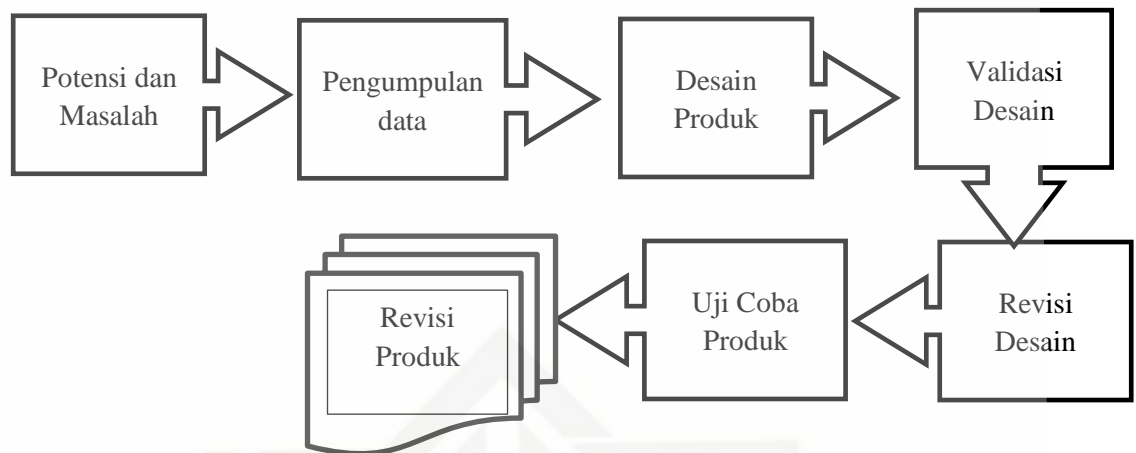 Potensi dan
Masalah
Pengumpulan
data
Desain
Produk
Validasi
Desain
Revisi
Desain
Uji Coba
Produk
Revisi
Produk